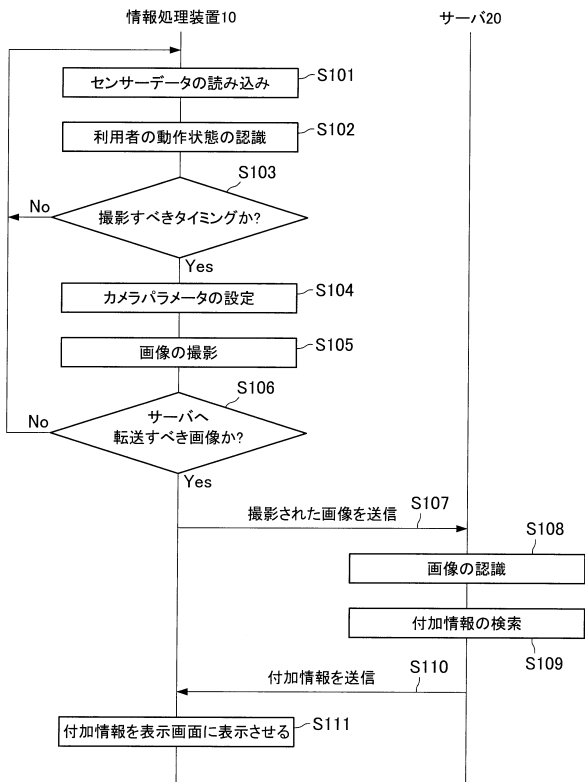 情報処理装置10
サーバ20
センサーデータの読み込み
S101
利用者の動作状態の認識
S102
S103
No
撮影すべきタイミングか?
Yes
カメラパラメータの設定
S104
画像の撮影
S105
S106
No
サーバへ
転送すべき画像か?
Yes
撮影された画像を送信
S107
S108
画像の認識
付加情報の検索
S109
付加情報を送信
S110
付加情報を表示画面に表示させる
S111